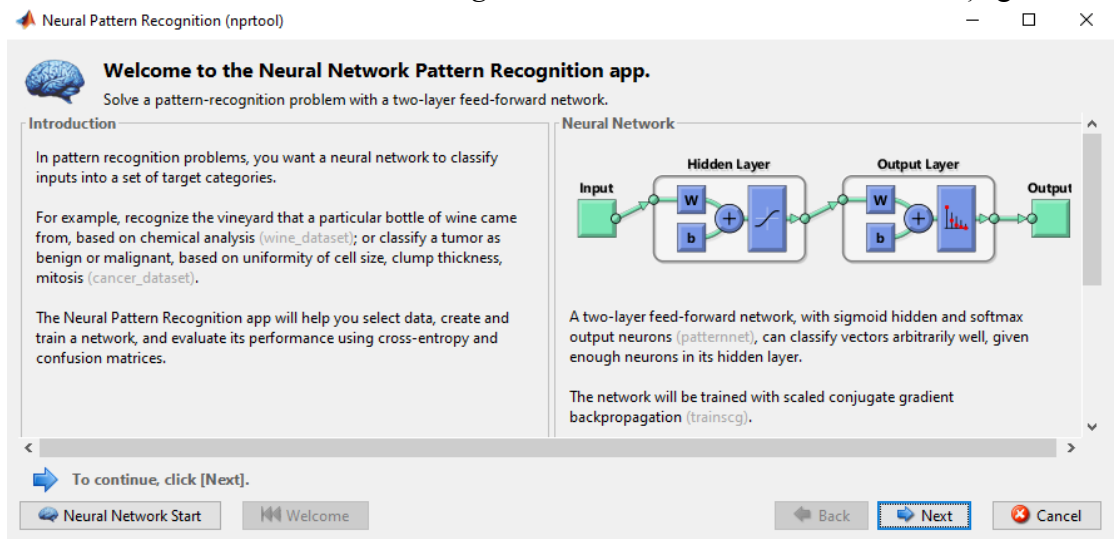 Neural Pattern Recognition (nprtool)
Welcome to the Neural Network Pattern Recognition app.
Solve a pattern-recognition problem with a two-layer feed-forward network.
Introduction
In pattern recognition problems, you want a neural network to classify
inputs into a set of target categories.
For example, recognize the vineyard that a particular bottle of wine came
from, based on chemical analysis (wine_dataset); or classify a tumor as
benign or malignant, based on uniformity of cell size, clump thickness,
mitosis (cancer_dataset).
The Neural Pattern Recognition app will help you select data, create and
train a network, and evaluate its performance using cross-entropy and
confusion matrices.
Neural Network
Hidden Layer Output Layer
Input Output
W W
b b
A two-layer feed-forward network, with sigmoid hidden and softmax
output neurons (patternnet), can classify vectors arbitrarily well, given
enough neurons in its hidden layer.
The network will be trained with scaled conjugate gradient
backpropagation (trainscg).
To continue, click [Next].
Neural Network Start Welcome Back Next Cancel